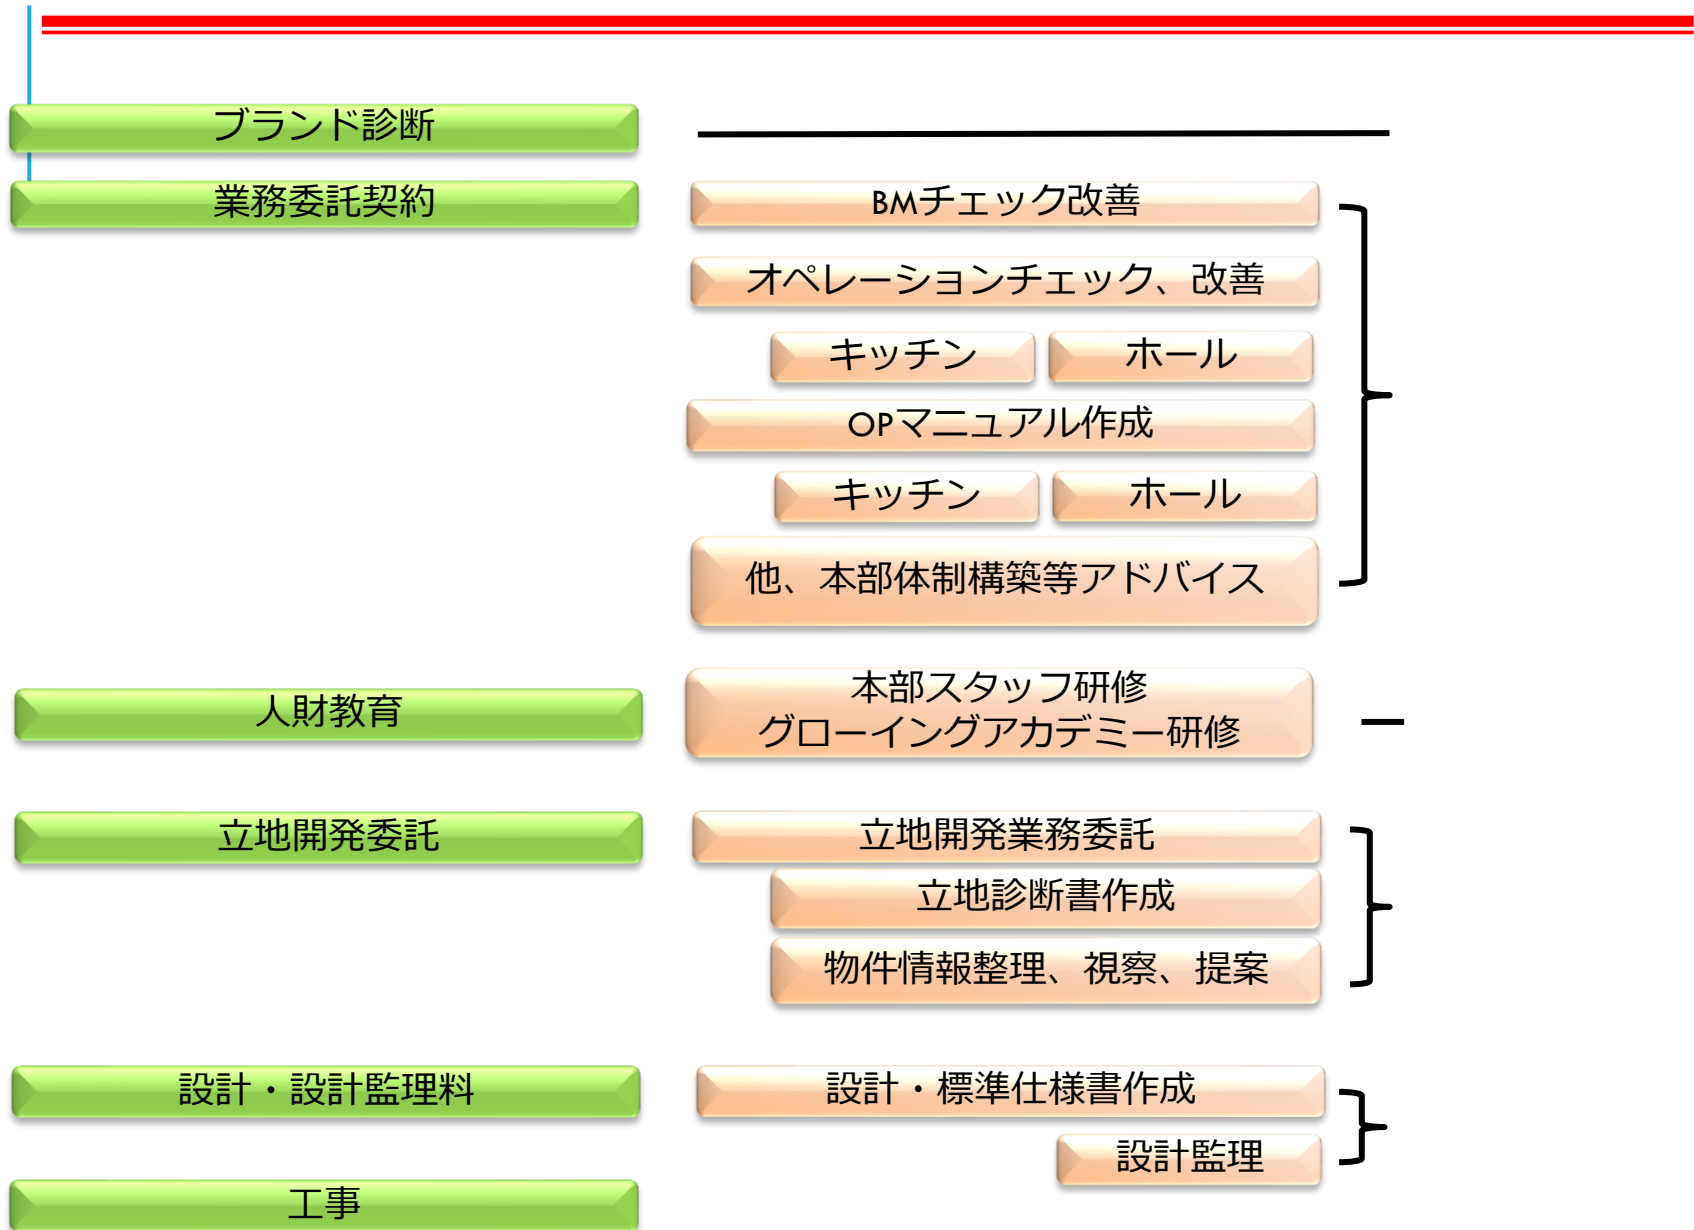 ブランド診断
業務委託契約
BMチェック改善
オペレーションチェック、改善
キッチン
ホール
OPマニュアル作成
キッチン
ホール
他、本部体制構築等アドバイス
人財教育
本部スタッフ研修
グローイングアカデミー研修
立地開発委託
立地開発業務委託
立地診断書作成
物件情報整理、視察、提案
設計・設計監理料
設計・標準仕様書作成
設計監理
工事